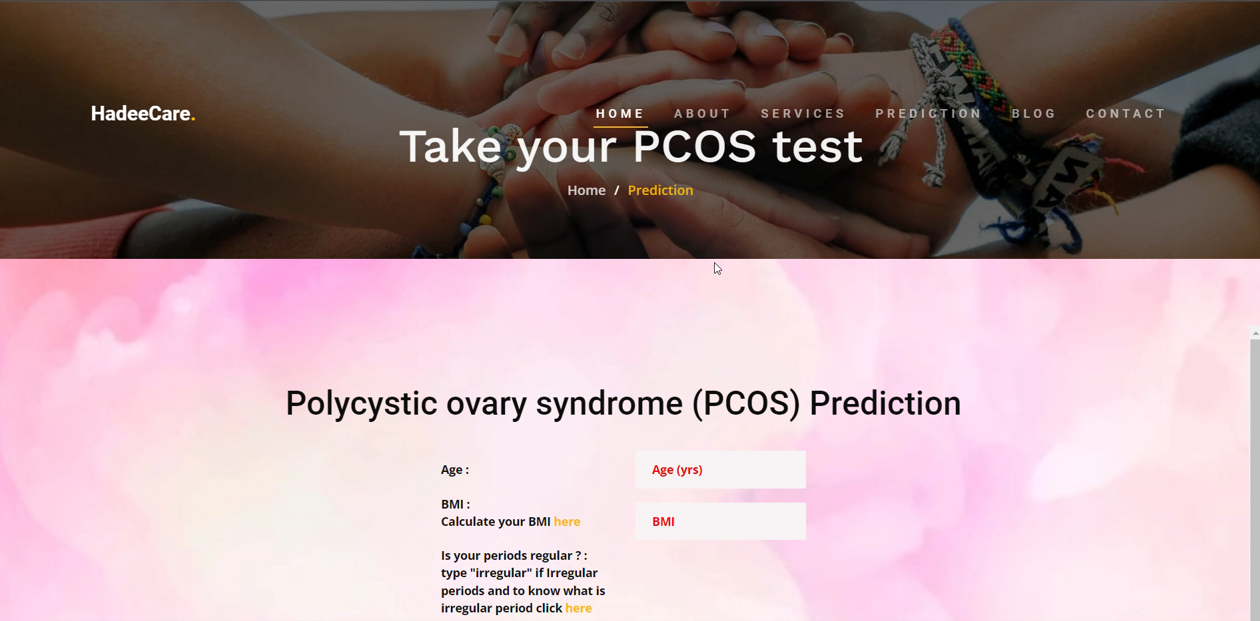 HadeeCare.
HOME ABOUT SERVICES PREDICTION BLOG CONTACT
Take your PCOS test
Home / Prediction
Polycystic ovary syndrome (PCOS) Prediction
Age :
Age (yrs)
BMI :
Calculate your BMI here
BMI
Is your periods regular ? :
type "irregular" if Irregular
periods and to know what is
irregular period click here